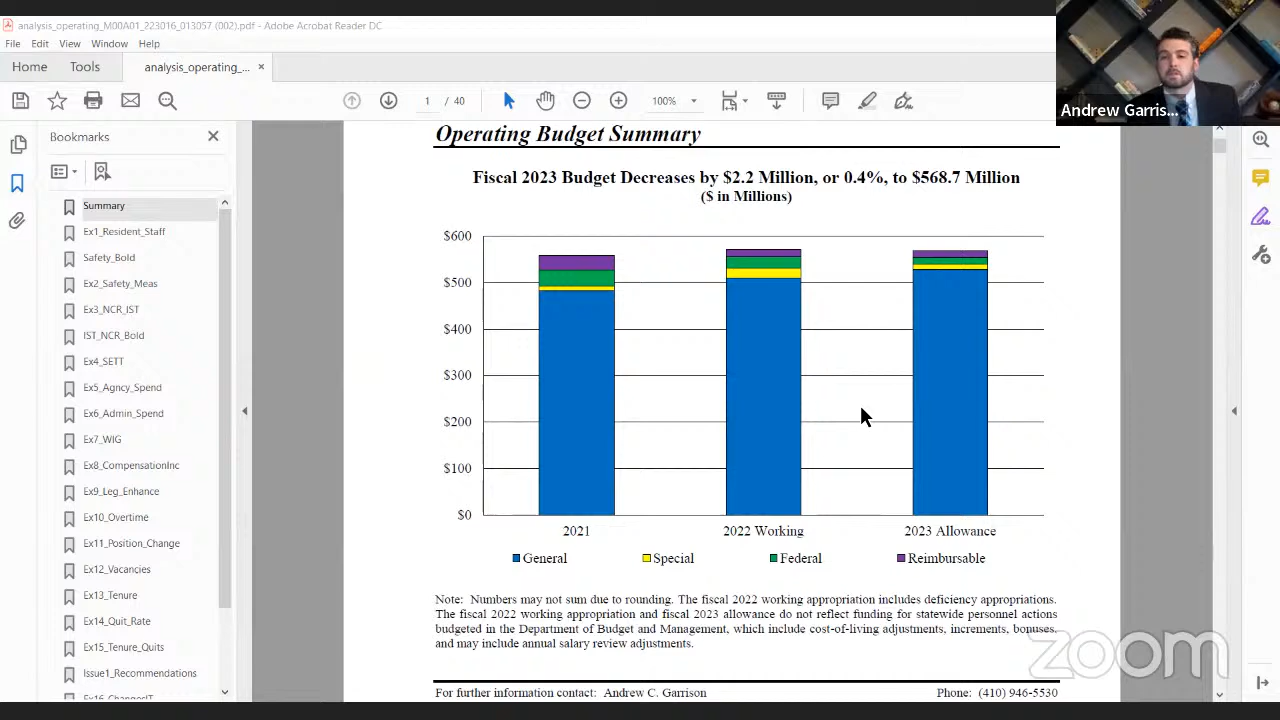 analysis_operating_M00A01_223016_013057 (002).pdf - Adobe Acrobat Reader DC
File Edit View Window Help
Home Tools analysis_operating_... ×
1 / 40 100%
Andrew Garris...
Bookmarks
Summary
Ex1_Resident_Staff
Safety_Bold
Ex2_Safety_Meas
Ex3_NCR_IST
IST_NCR_Bold
Ex4_SETT
Ex5_Agncy_Spend
Ex6_Admin_Spend
Ex7_WIG
Ex8_CompensationInc
Ex9_Leg_Enhance
Ex10_Overtime
Ex11_Position_Change
Ex12_Vacancies
Ex13_Tenure
Ex14_Quit_Rate
Ex15_Tenure_Quits
Issue1_Recommendations
Ex16_ChangesIT
Operating Budget Summary
Fiscal 2023 Budget Decreases by $2.2 Million, or 0.4%, to $568.7 Million
($ in Millions)
$600
$500
$400
$300
$200
$100
$0
2021 2022 Working 2023 Allowance
General Special Federal Reimbursable
Note: Numbers may not sum due to rounding. The fiscal 2022 working appropriation includes deficiency appropriations.
The fiscal 2022 working appropriation and fiscal 2023 allowance do not reflect funding for statewide personnel actions
budgeted in the Department of Budget and Management, which include cost-of-living adjustments, increments, bonuses,
and may include annual salary review adjustments.
zoom
For further information contact: Andrew C. Garrison Phone: (410) 946-5530